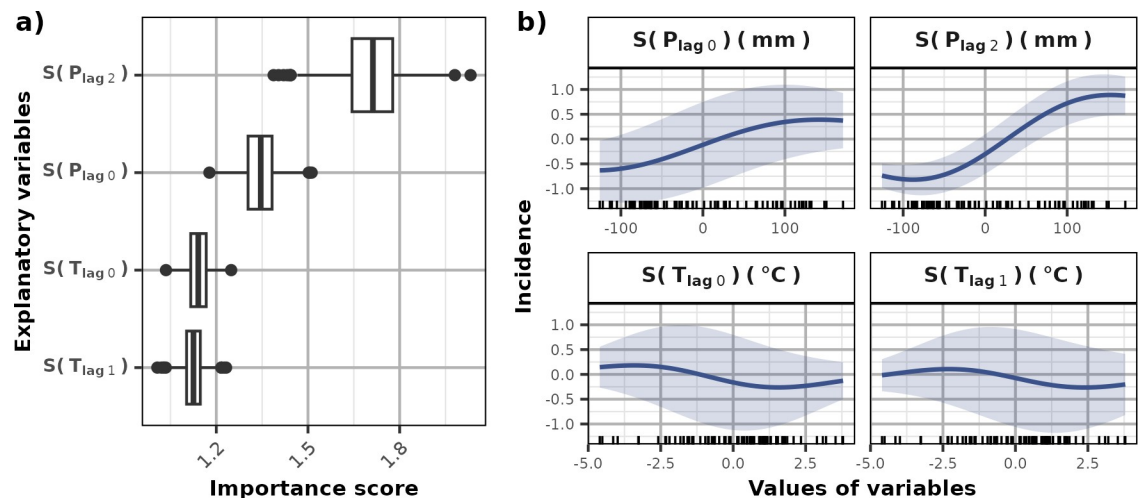 a)
Explanatory variables
S( P lag 2 )
S( P lag 0 )
S( T lag 0 )
S( T lag 1 )
1.2 1.5 1.8
Importance score
b)
Incidence
S( P lag 0 ) ( mm ) S( P lag 2 ) ( mm )
1.0
0.5
0.0
-0.5
-1.0
-100 0 100 -100 0 100
S( T lag 0 ) ( °C ) S( T lag 1 ) ( °C )
1.0
0.5
0.0
-0.5
-1.0
-5.0 -2.5 0.0 2.5 -5.0 -2.5 0.0 2.5
Values of variables